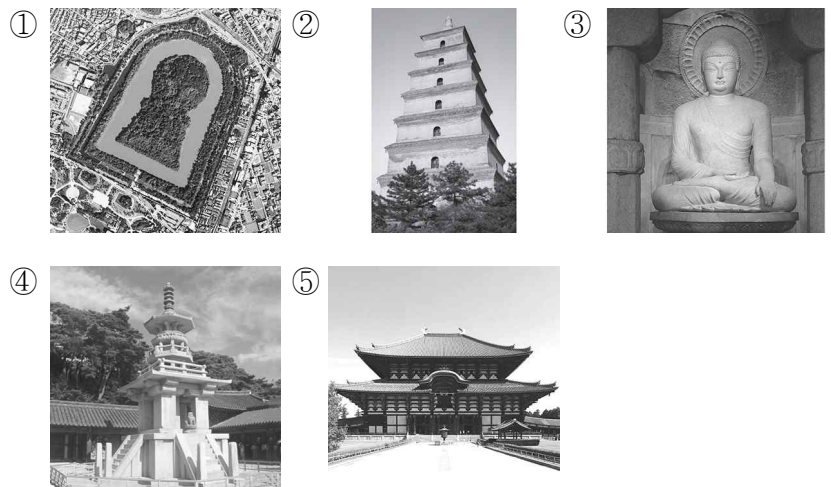 ① ② ③
④ ⑤